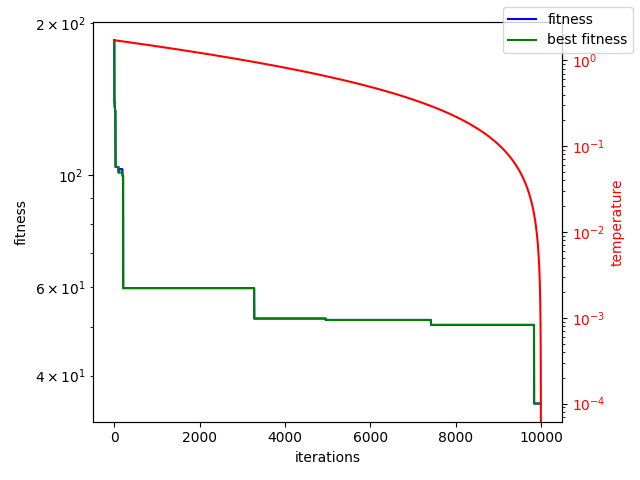 fitness
best fitness
2 × 10²
10²
6 × 10¹
4 × 10¹
fitness
10⁰
10⁻¹
10⁻²
10⁻³
10⁻⁴
temperature
0 2000 4000 6000 8000 10000
iterations